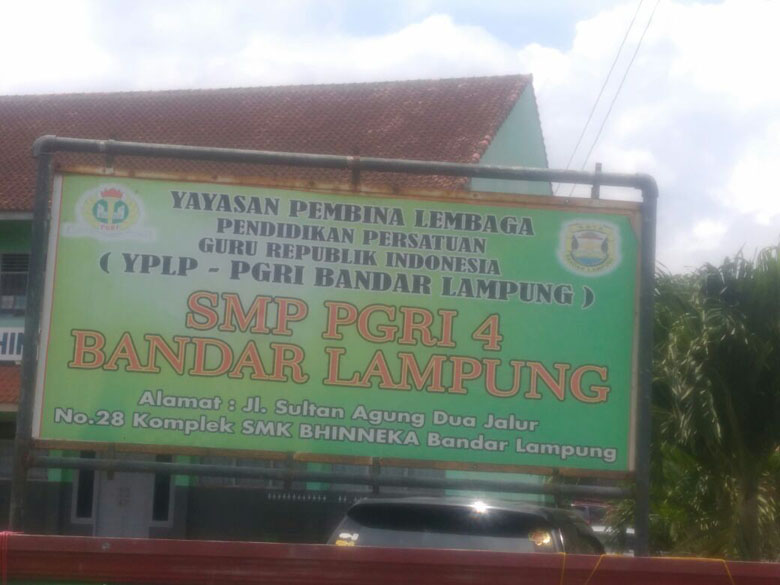 YAYASAN PEMBINA LEMBAGA
PENDIDIKAN PERSATUAN
GURU REPUBLIK INDONESIA
( YPLP - PGRI BANDAR LAMPUNG )
SMP PGRI 4
BANDAR LAMPUNG
Alamat : Jl. Sultan Agung Dua Jalur
No.28 Komplek SMK BHINNEKA Bandar Lampung